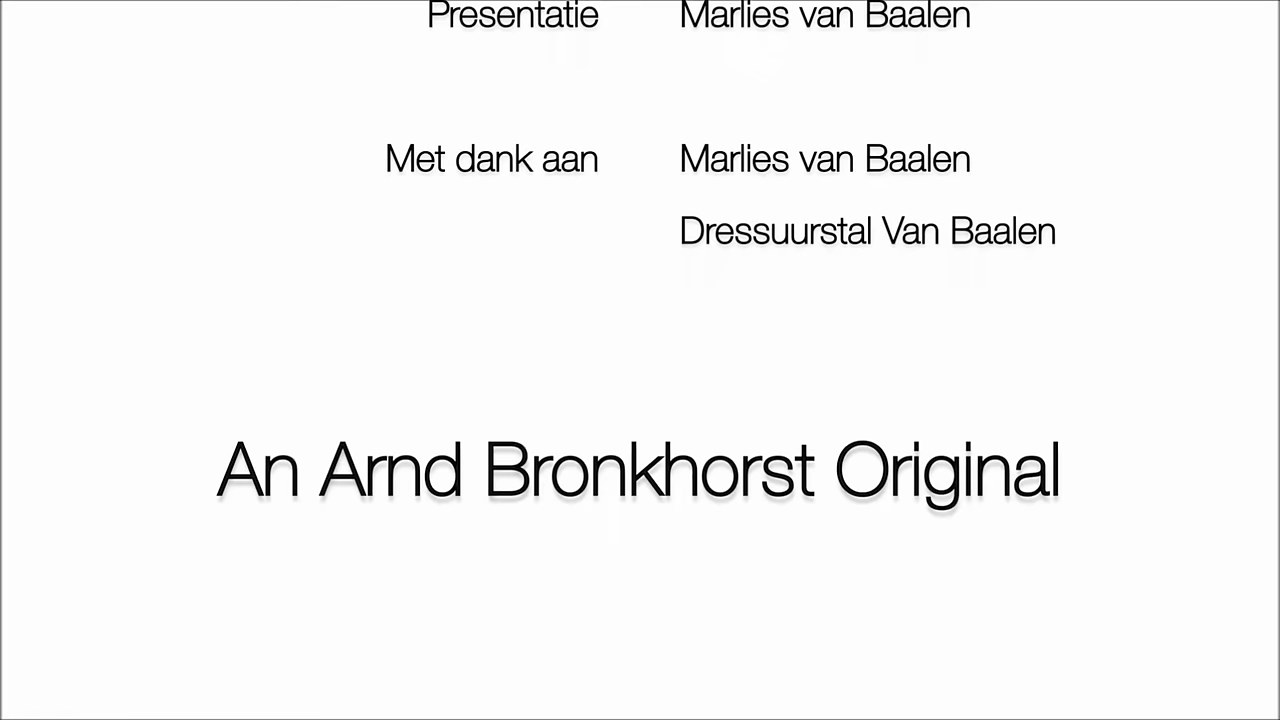 Presentatie Marlies van Baalen
Met dank aan Marlies van Baalen
Dressuurstal Van Baalen
An Arnd Bronkhorst Original